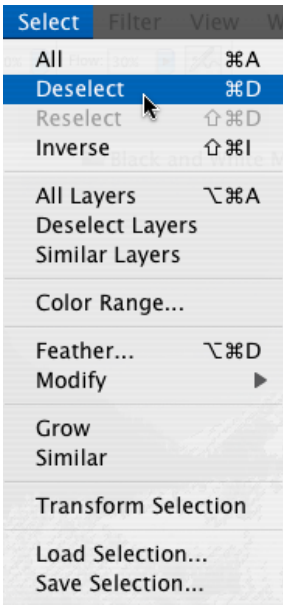 Select Filter View
All ⌘A
Deselect ⌘D
Reselect ⇧⌘D
Inverse ⇧⌘I
All Layers ⌥⌘A
Deselect Layers
Similar Layers
Color Range...
Feather... ⌥⌘D
Modify ▶
Grow
Similar
Transform Selection
Load Selection...
Save Selection...